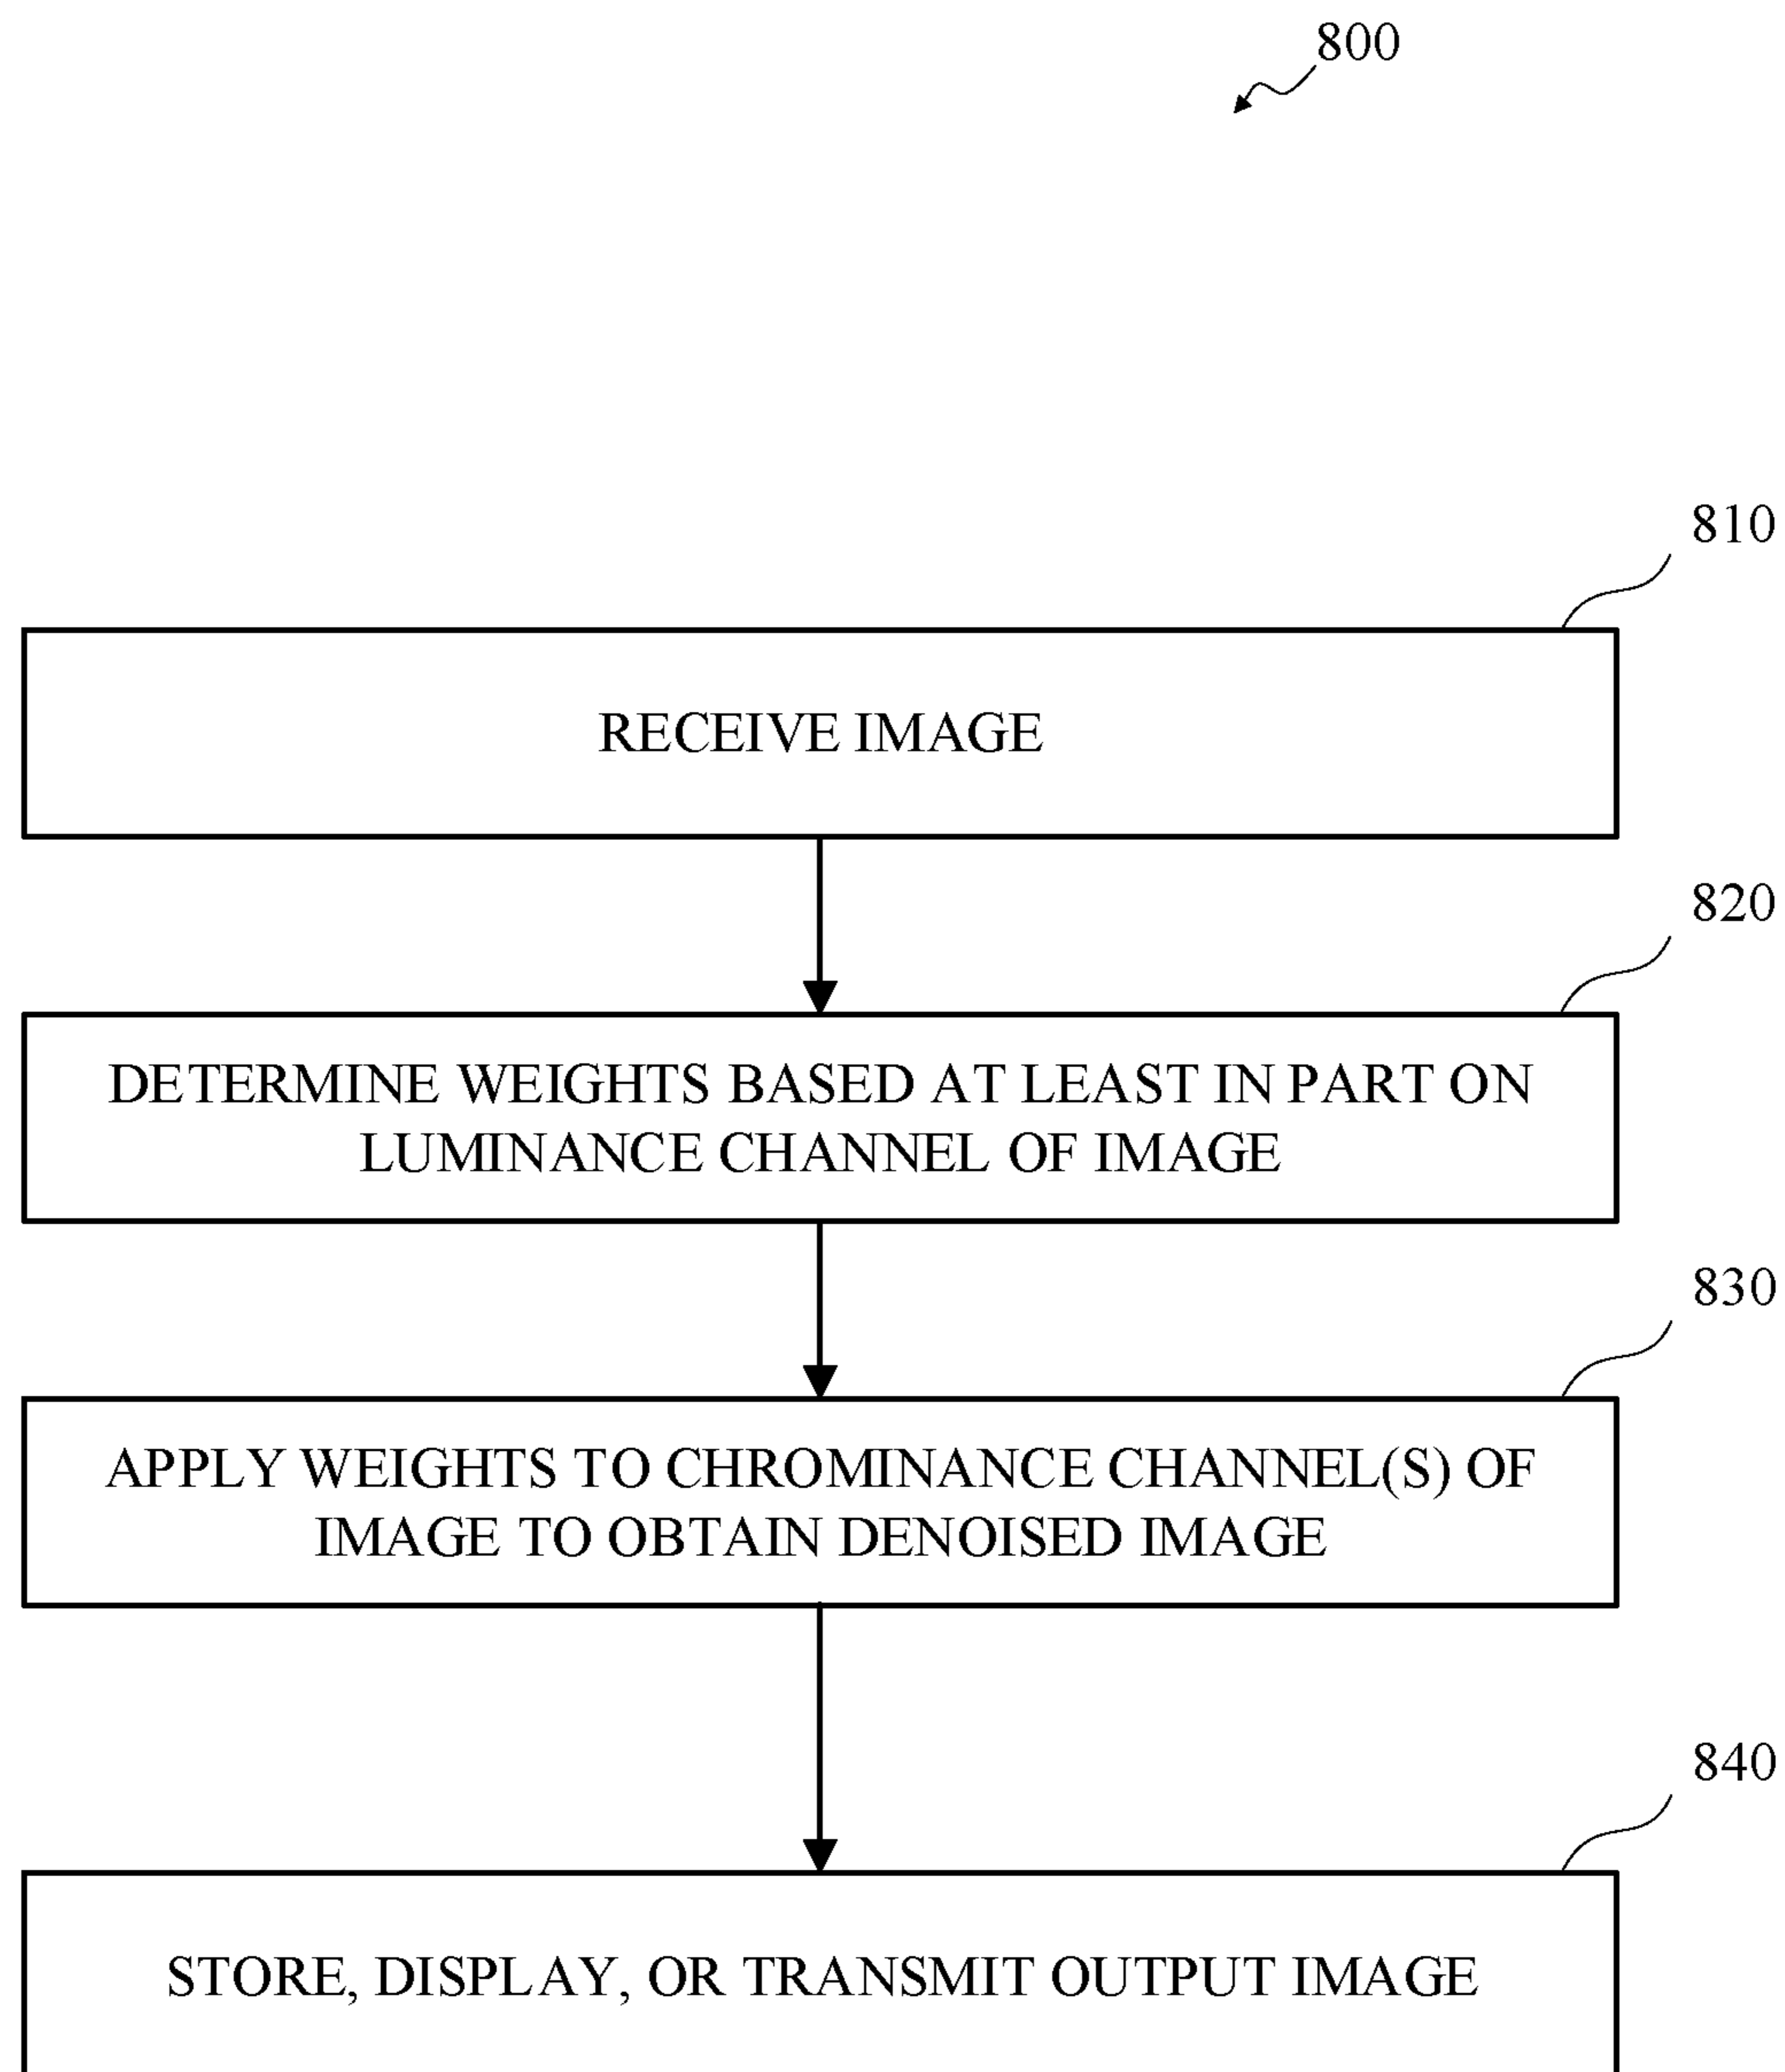 800
810
RECEIVE IMAGE
820
DETERMINE WEIGHTS BASED AT LEAST IN PART ON
LUMINANCE CHANNEL OF IMAGE
830
APPLY WEIGHTS TO CHROMINANCE CHANNEL(S) OF
IMAGE TO OBTAIN DENOISED IMAGE
840
STORE, DISPLAY, OR TRANSMIT OUTPUT IMAGE